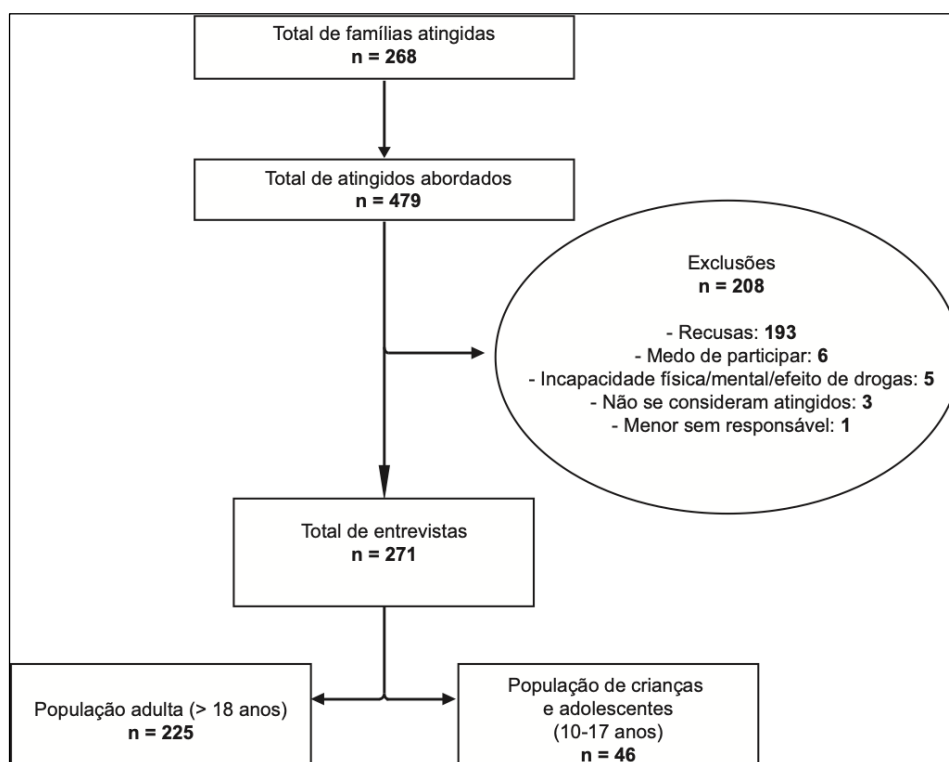 Total de famílias atingidas
n = 268
Total de atingidos abordados
n = 479
Exclusões
n = 208
- Recusas: 193
- Medo de participar: 6
- Incapacidade física/mental/efeito de drogas: 5
- Não se consideram atingidos: 3
- Menor sem responsável: 1
Total de entrevistas
n = 271
População adulta (> 18 anos)
n = 225
População de crianças
e adolescentes
(10-17 anos)
n = 46